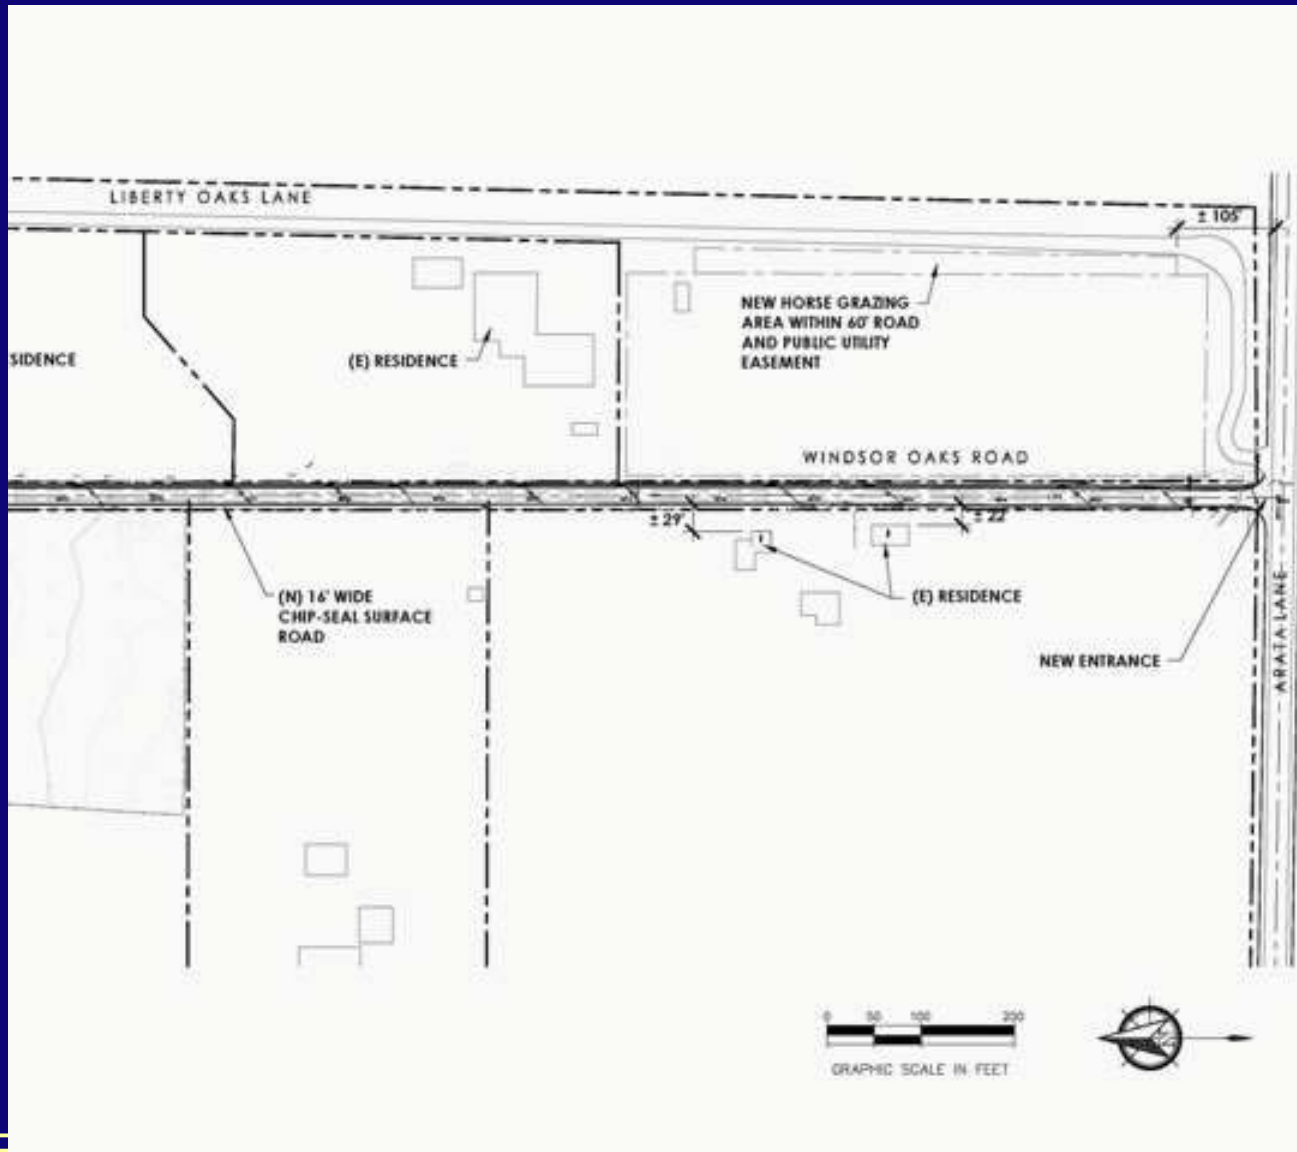 LIBERTY OAKS LANE
± 105'
NEW HORSE GRAZING
AREA WITHIN 60' ROAD
AND PUBLIC UTILITY
EASEMENT
SIDENCE
(E) RESIDENCE
WINDSOR OAKS ROAD
± 29'
± 22'
(N) 16' WIDE
CHIP-SEAL SURFACE
ROAD
(E) RESIDENCE
NEW ENTRANCE
ARATA LANE
0 50 100 200
GRAPHIC SCALE IN FEET